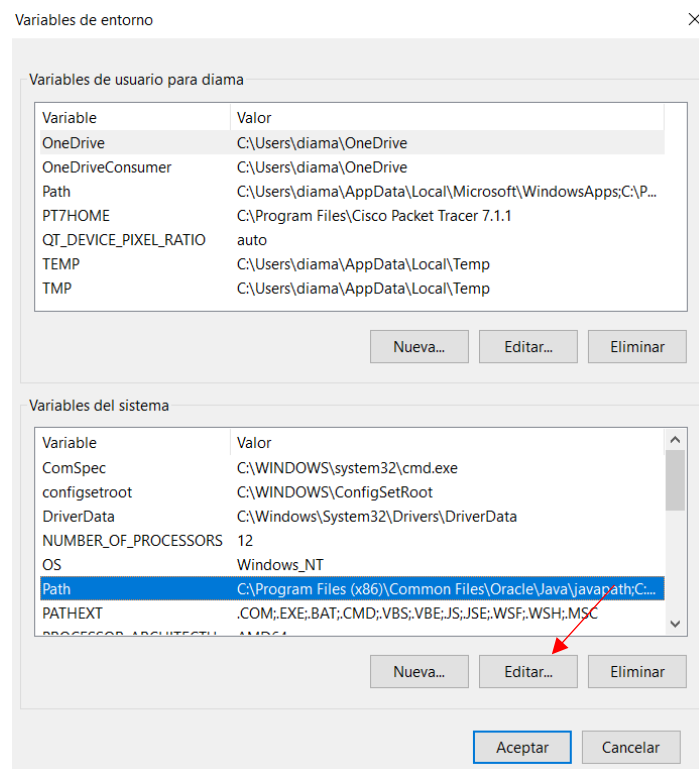 Variables de entorno
Variables de usuario para diama
Variable Valor
OneDrive C:\Users\diama\OneDrive
OneDriveConsumer C:\Users\diama\OneDrive
Path C:\Users\diama\AppData\Local\Microsoft\WindowsApps;C:\P...
PT7HOME C:\Program Files\Cisco Packet Tracer 7.1.1
QT_DEVICE_PIXEL_RATIO auto
TEMP C:\Users\diama\AppData\Local\Temp
TMP C:\Users\diama\AppData\Local\Temp
Nueva... Editar... Eliminar
Variables del sistema
Variable Valor
ComSpec C:\WINDOWS\system32\cmd.exe
configsetroot C:\WINDOWS\ConfigSetRoot
DriverData C:\Windows\System32\Drivers\DriverData
NUMBER_OF_PROCESSORS 12
OS Windows_NT
Path C:\Program Files (x86)\Common Files\Oracle\Java\javapath;C:...
PATHEXT .COM;.EXE;.BAT;.CMD;.VBS;.VBE;.JS;.JSE;.WSF;.WSH;.MSC
PROCESSOR_ARCHITECTU... AMD64
Nueva... Editar... Eliminar
Aceptar Cancelar